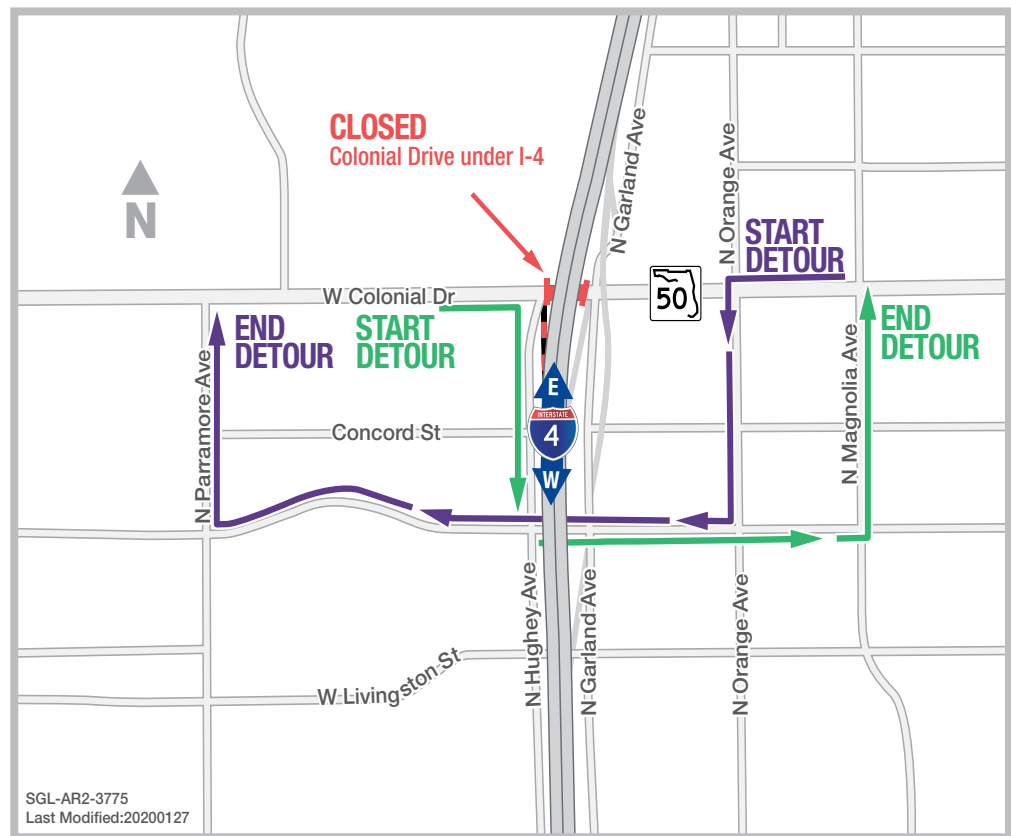 CLOSED
Colonial Drive under I-4
N
N Garland Ave
N Orange Ave
START
DETOUR
50
W Colonial Dr
END
DETOUR
START
DETOUR
END
DETOUR
N Parramore Ave
E
INTERSTATE
4
W
Concord St
N Magnolia Ave
N Hughey Ave
N Garland Ave
N Orange Ave
W Livingston St
SGL-AR2-3775
Last Modified:20200127